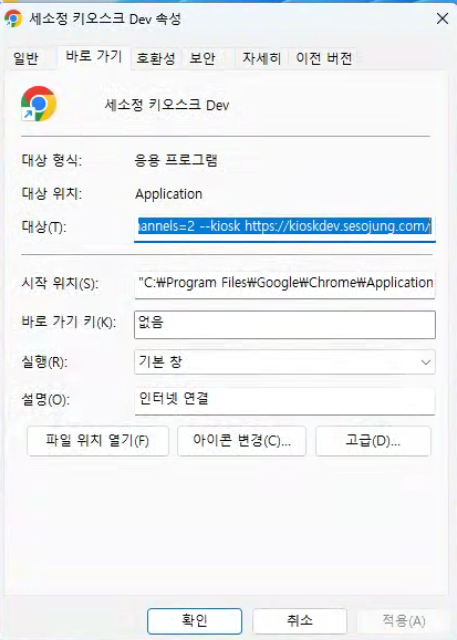 세소정 키오스크 Dev 속성
일반 바로 가기 호환성 보안 자세히 이전 버전
세소정 키오스크 Dev
대상 형식: 응용 프로그램
대상 위치: Application
대상(T): annels=2 --kiosk https://kioskdev.sesojung.com/
시작 위치(S): "C:₩Program Files₩Google₩Chrome₩Application
바로 가기 키(K): 없음
실행(R): 기본 창
설명(O): 인터넷 연결
파일 위치 열기(F) 아이콘 변경(C)... 고급(D)...
확인 취소 적용(A)